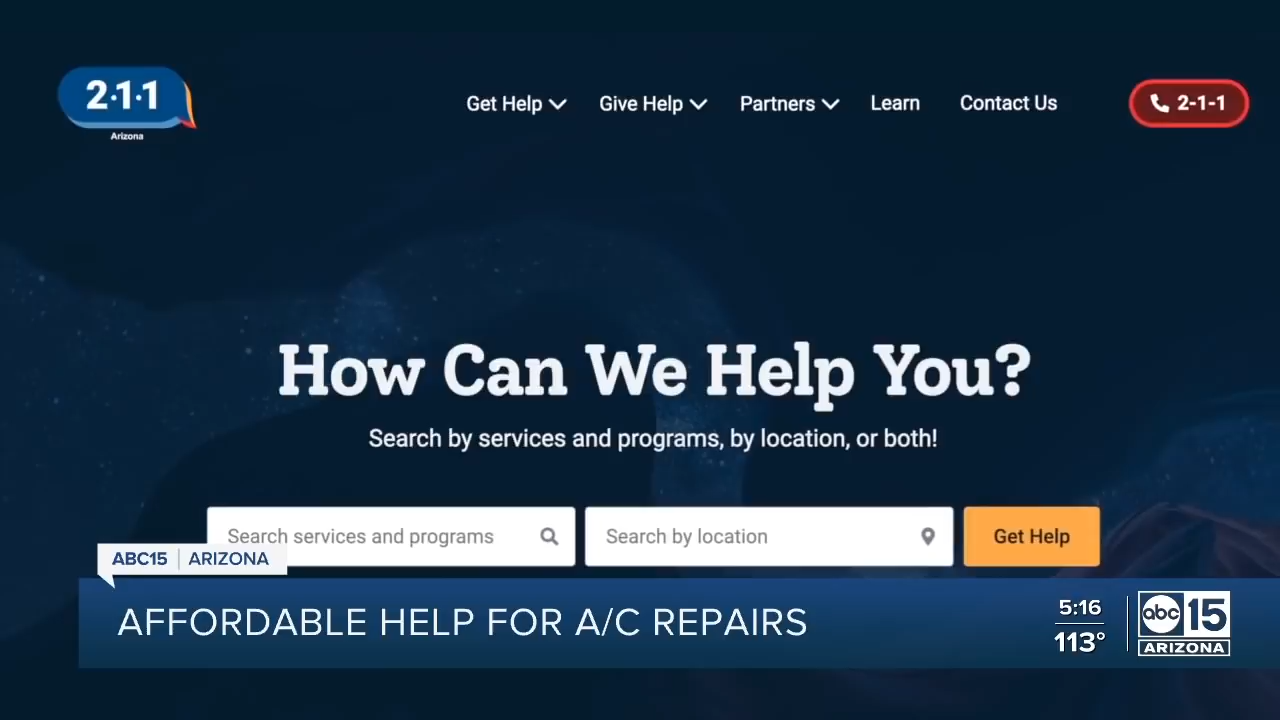 2·1·1
Arizona
Get Help
Give Help
Partners
Learn
Contact Us
2-1-1
How Can We Help You?
Search by services and programs, by location, or both!
Search services and programs
Search by location
Get Help
ABC15 | ARIZONA
AFFORDABLE HELP FOR A/C REPAIRS
5:16
113°
abc 15
ARIZONA